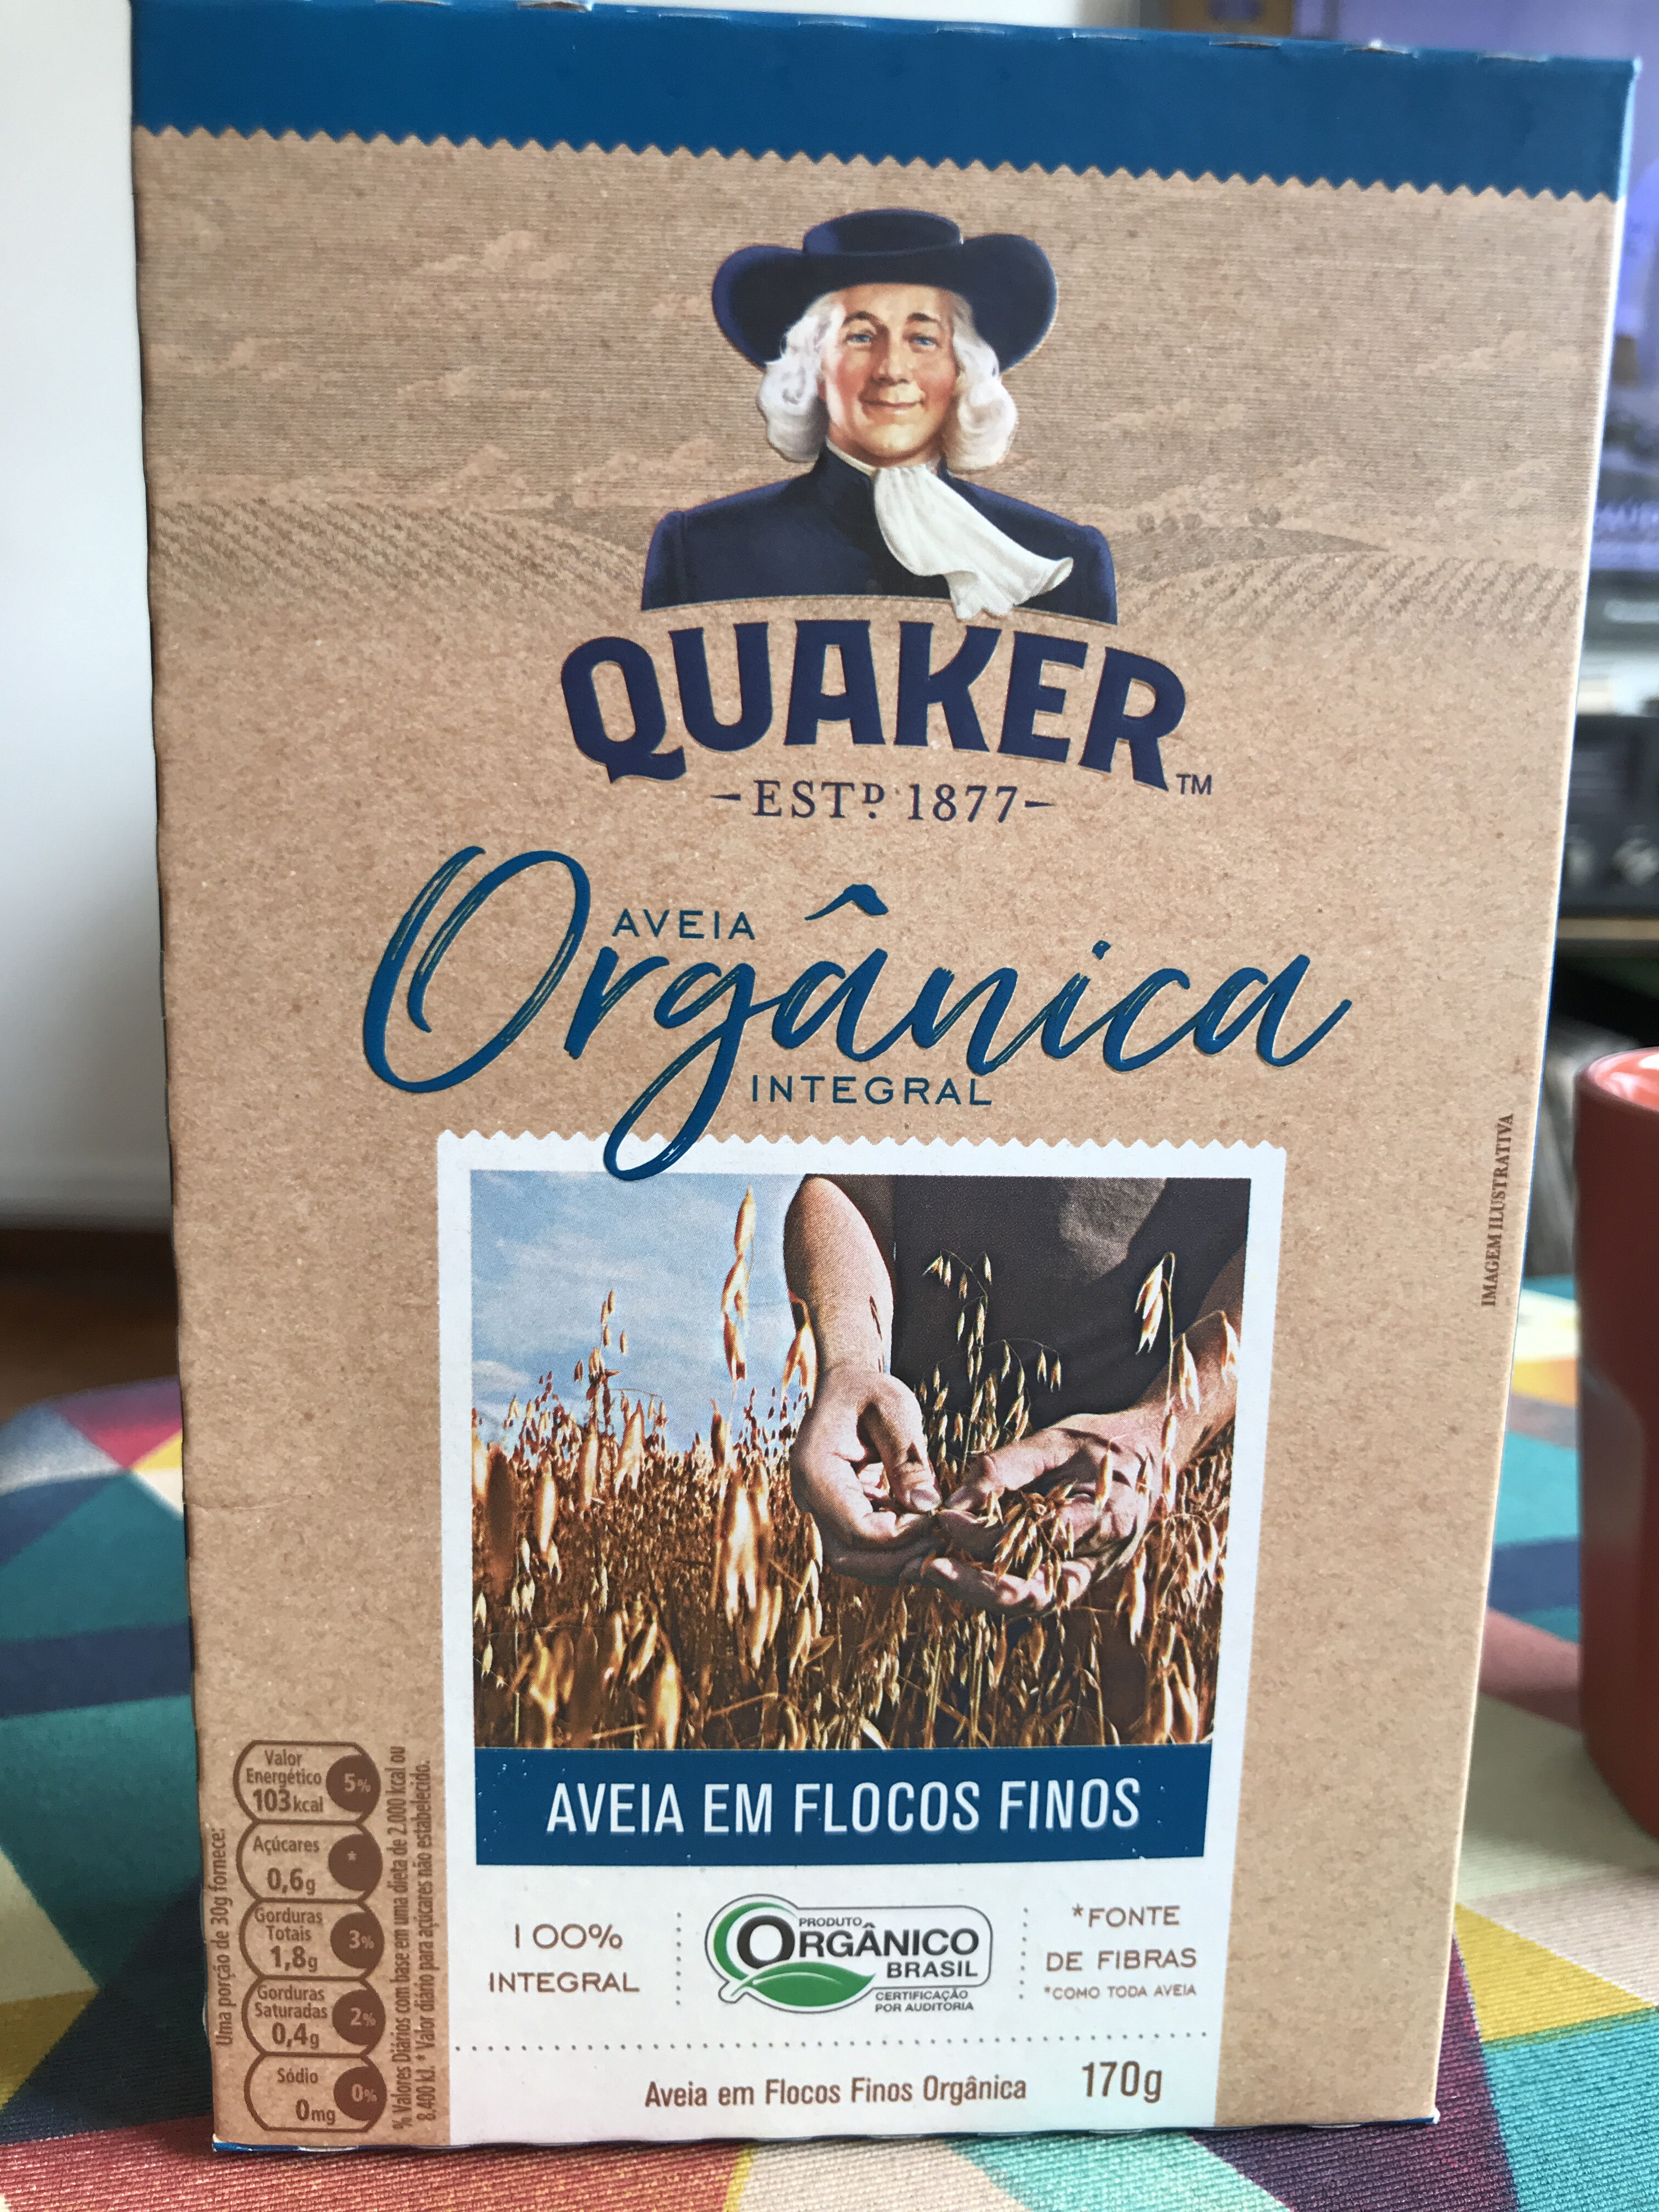 QUAKER™
-ESTD 1877-
AVEIA
Orgânica
INTEGRAL
IMAGEM ILUSTRATIVA
AVEIA EM FLOCOS FINOS
100%
INTEGRAL
PRODUTO
ORGÂNICO
BRASIL
CERTIFICAÇÃO
POR AUDITORIA
*FONTE
DE FIBRAS
*COMO TODA AVEIA
Aveia em Flocos Finos Orgânica 170g
Uma porção de 30g fornece:
Valor
Energético
103kcal
5%
Açúcares
0,6g
*
Gorduras
Totais
1,8g
3%
Gorduras
Saturadas
0,4g
2%
Sódio
0mg
0%
% Valores Diários com base em uma dieta de 2.000 kcal ou
8.400 kJ. * Valor diário para açúcares não estabelecido.